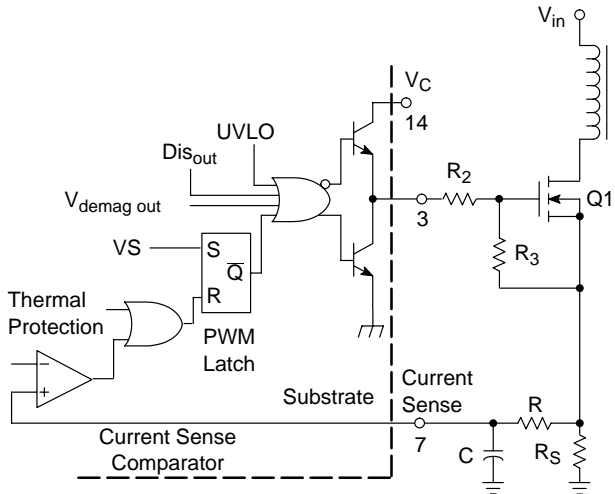 Vin
VC
14
UVLO
Disout
Vdemag out
R2
3
Q1
R3
VS
S
Q̅
R
Thermal
Protection
PWM
Latch
−
+
Substrate
Current
Sense
7
R
C
RS
Current Sense
Comparator